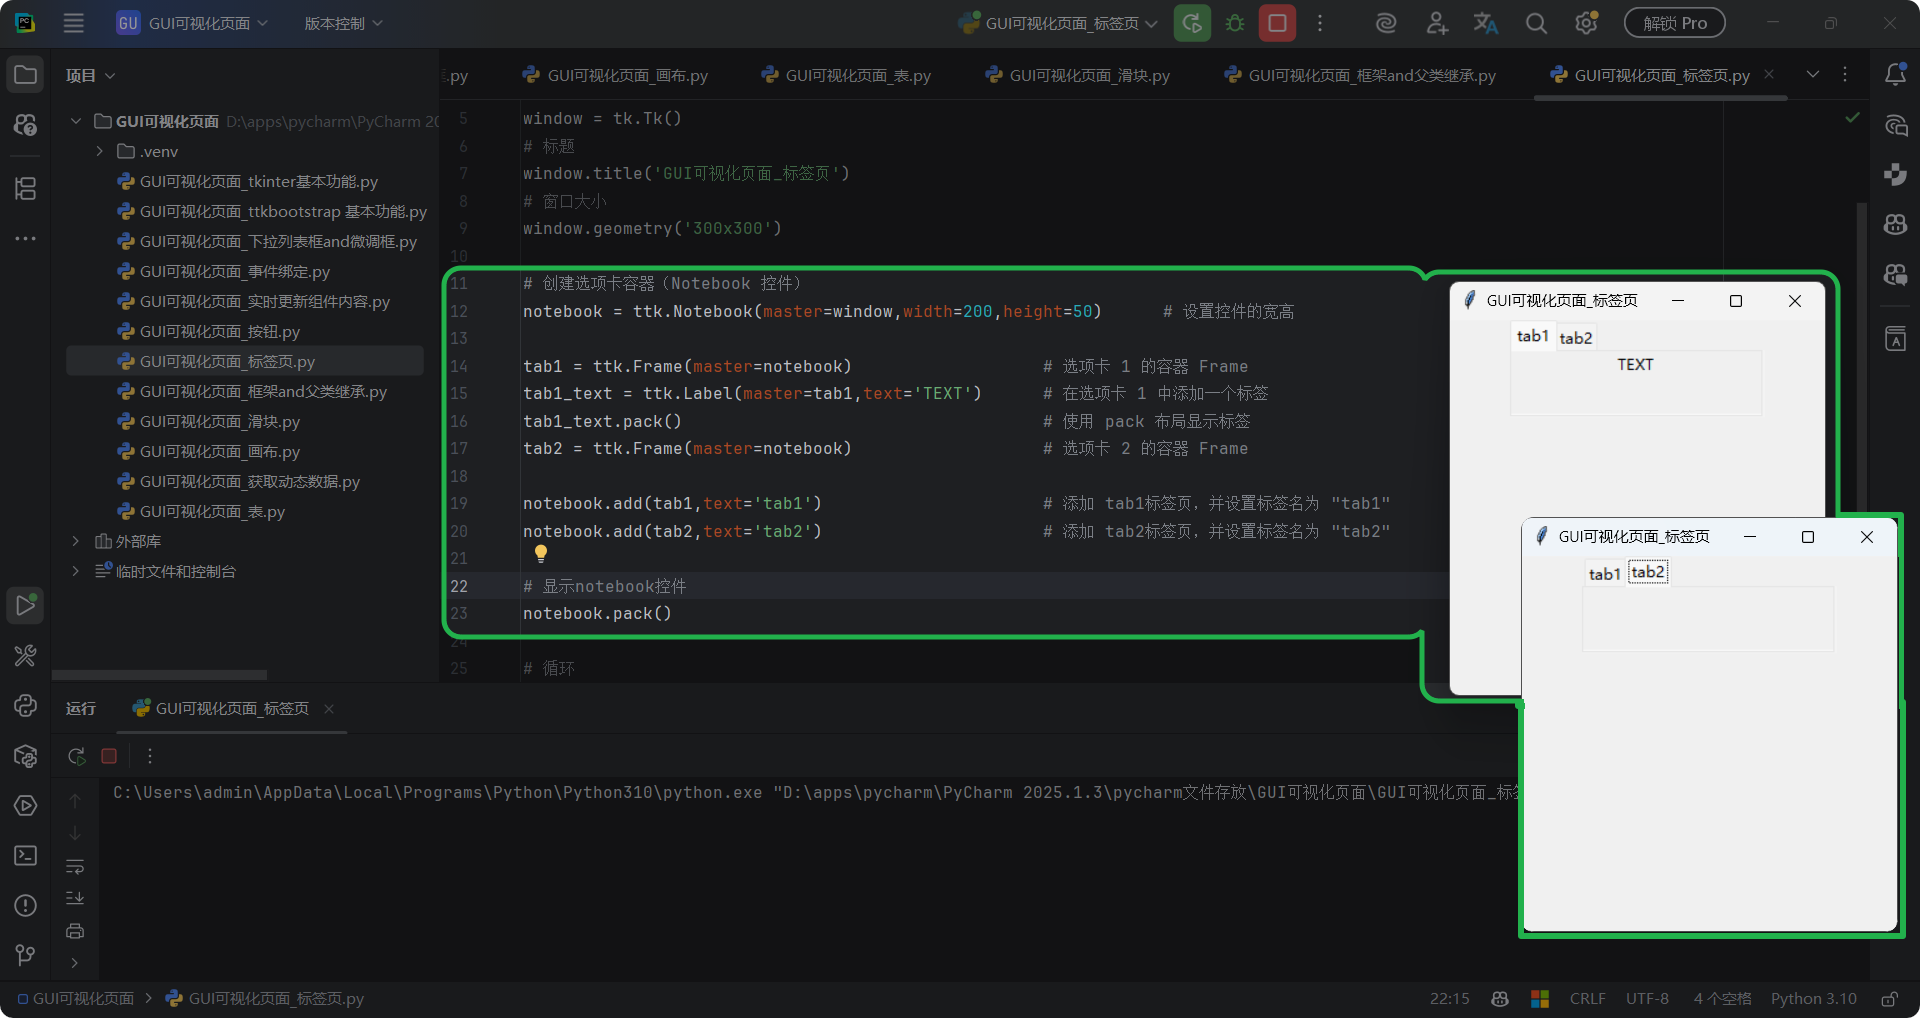 GU GUI可视化页面 版本控制 GUI可视化页面_标签页 解锁 Pro
项目
.py GUI可视化页面_画布.py GUI可视化页面_表.py GUI可视化页面_滑块.py GUI可视化页面_框架and父类继承.py GUI可视化页面_标签页.py
GUI可视化页面 D:\apps\pycharm\PyCharm 20
.venv
GUI可视化页面_tkinter基本功能.py
GUI可视化页面_ttkbootstrap 基本功能.py
GUI可视化页面_下拉列表框and微调框.py
GUI可视化页面_事件绑定.py
GUI可视化页面_实时更新组件内容.py
GUI可视化页面_按钮.py
GUI可视化页面_标签页.py
GUI可视化页面_框架and父类继承.py
GUI可视化页面_滑块.py
GUI可视化页面_画布.py
GUI可视化页面_获取动态数据.py
GUI可视化页面_表.py
外部库
临时文件和控制台
5 window = tk.Tk()
6 # 标题
7 window.title('GUI可视化页面_标签页')
8 # 窗口大小
9 window.geometry('300x300')
10
11 # 创建选项卡容器（Notebook 控件）
12 notebook = ttk.Notebook(master=window,width=200,height=50) # 设置控件的宽高
13
14 tab1 = ttk.Frame(master=notebook) # 选项卡 1 的容器 Frame
15 tab1_text = ttk.Label(master=tab1,text='TEXT') # 在选项卡 1 中添加一个标签
16 tab1_text.pack() # 使用 pack 布局显示标签
17 tab2 = ttk.Frame(master=notebook) # 选项卡 2 的容器 Frame
18
19 notebook.add(tab1,text='tab1') # 添加 tab1标签页，并设置标签名为 "tab1"
20 notebook.add(tab2,text='tab2') # 添加 tab2标签页，并设置标签名为 "tab2"
21
22 # 显示notebook控件
23 notebook.pack()
24
25 # 循环
GUI可视化页面_标签页
tab1 tab2
TEXT
GUI可视化页面_标签页
tab1 tab2
运行 GUI可视化页面_标签页
C:\Users\admin\AppData\Local\Programs\Python\Python310\python.exe "D:\apps\pycharm\PyCharm 2025.1.3\pycharm文件存放\GUI可视化页面\GUI可视化页面_标签
GUI可视化页面 GUI可视化页面_标签页.py
22:15 CRLF UTF-8 4 个空格 Python 3.10